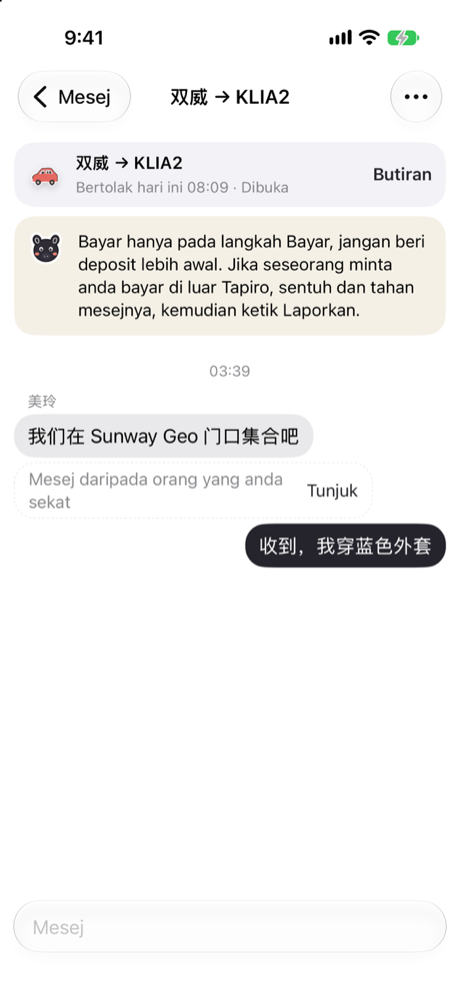 9:41
Mesej
双威 → KLIA2
双威 → KLIA2
Bertolak hari ini 08:09 · Dibuka
Butiran
Bayar hanya pada langkah Bayar, jangan beri
deposit lebih awal. Jika seseorang minta
anda bayar di luar Tapiro, sentuh dan tahan
mesejnya, kemudian ketik Laporkan.
03:39
美玲
我们在 Sunway Geo 门口集合吧
Mesej daripada orang yang anda
sekat
Tunjuk
收到，我穿蓝色外套
Mesej